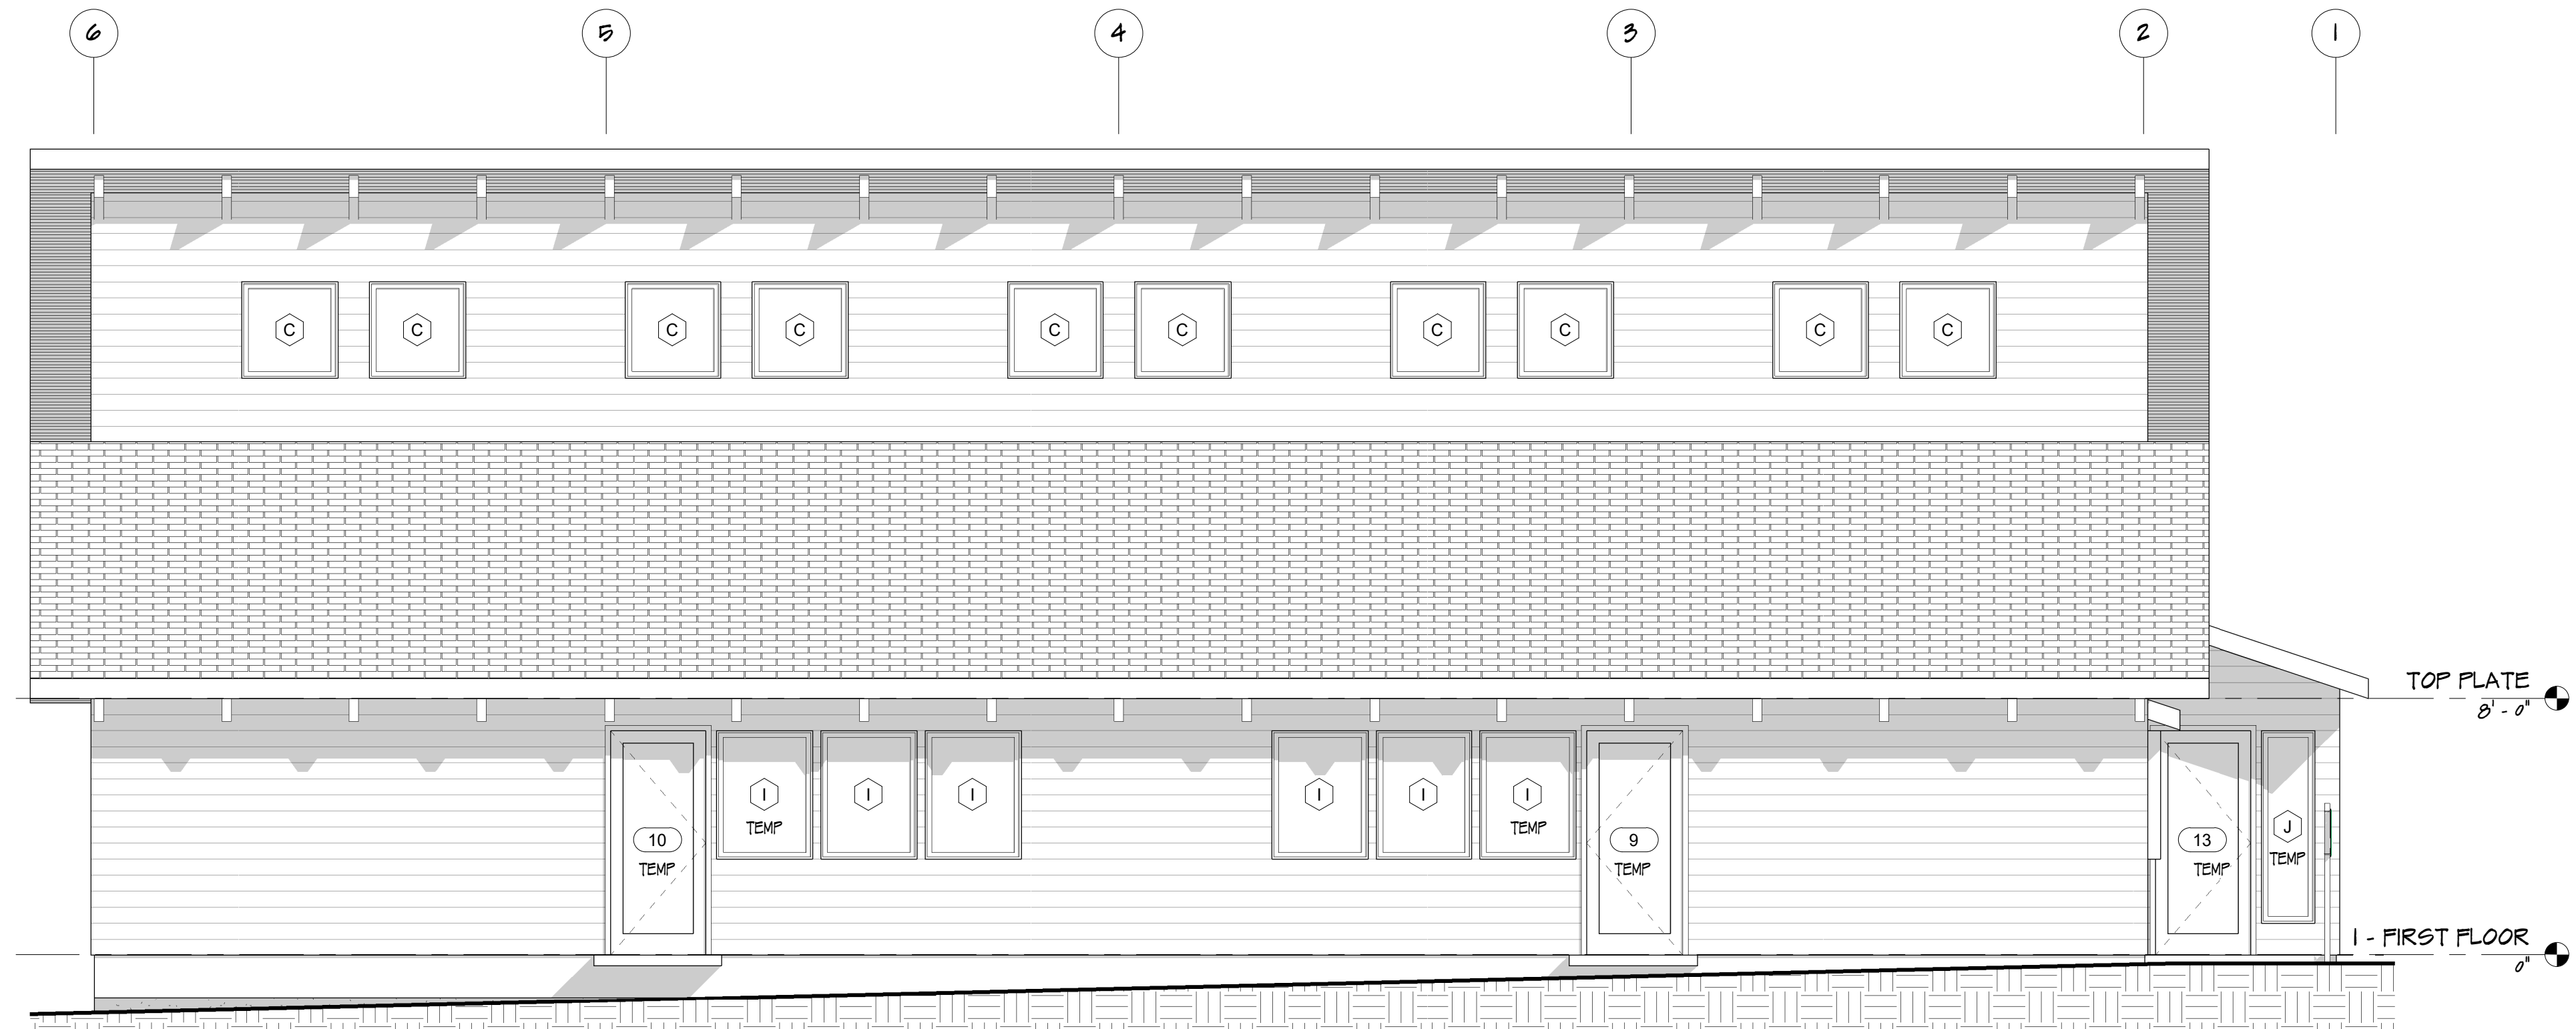 6 5 4 3 2 1
C C C C C C C C C C
TOP PLATE
8' - 0"
I I I I I I
TEMP TEMP
J
10 9 13
TEMP TEMP TEMP TEMP
1 - FIRST FLOOR
0"